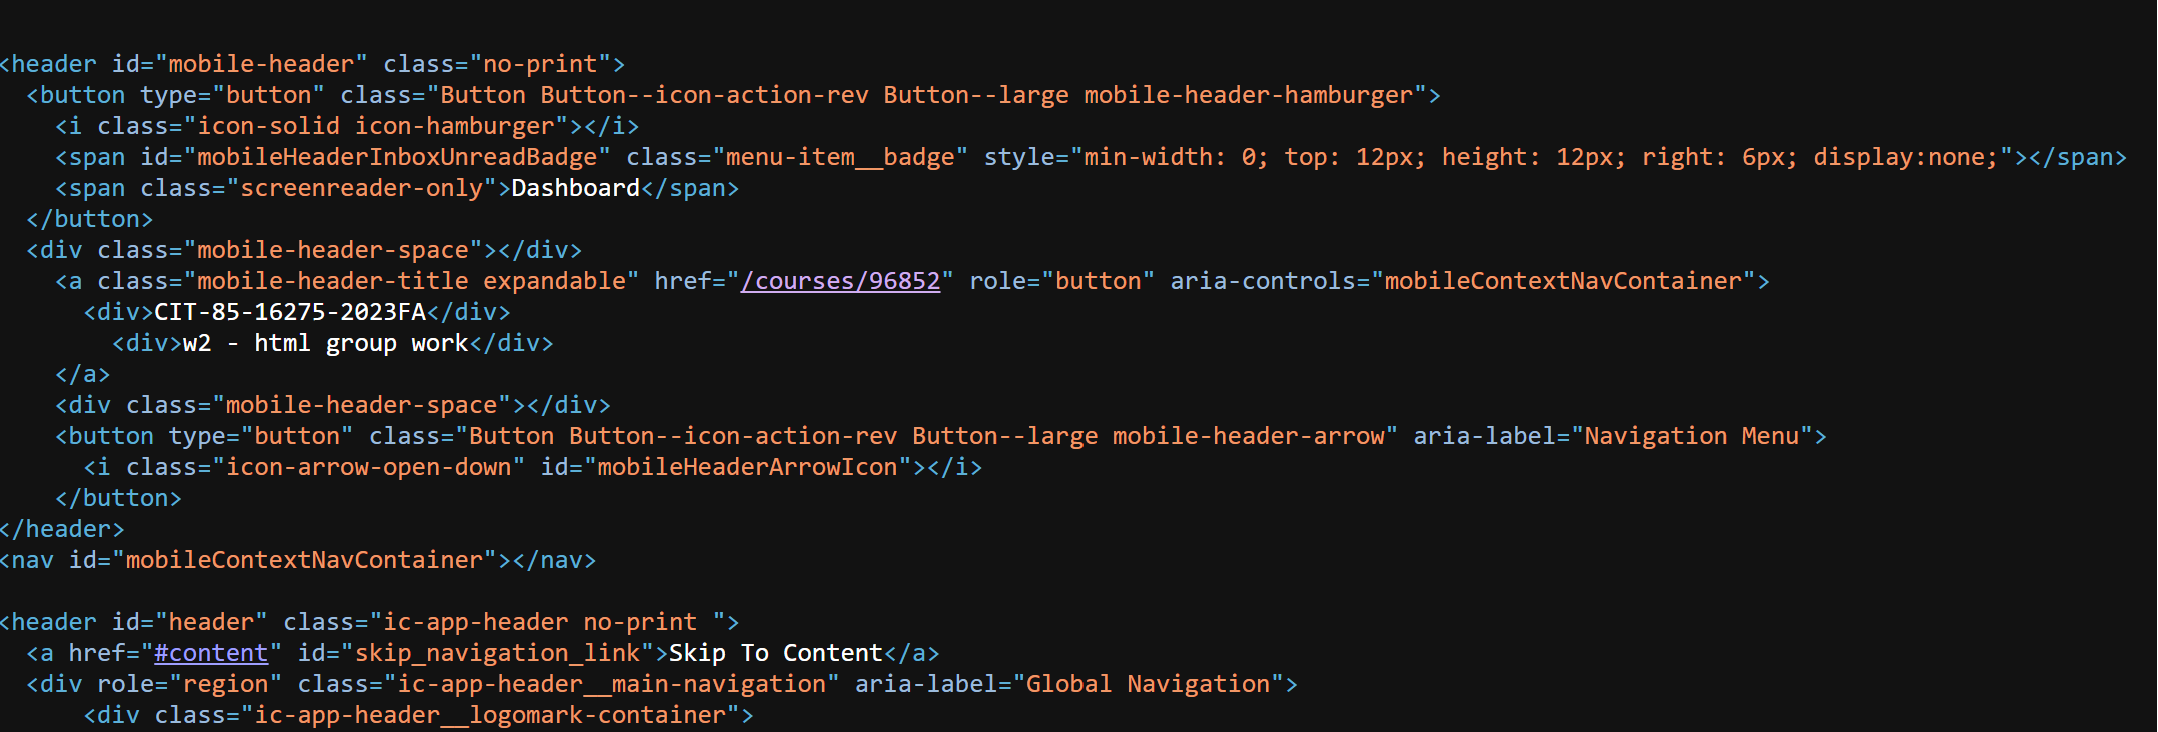 <header id="mobile-header" class="no-print">
<button type="button" class="Button Button--icon-action-rev Button--large mobile-header-hamburger">
<i class="icon-solid icon-hamburger"></i>
<span id="mobileHeaderInboxUnreadBadge" class="menu-item__badge" style="min-width: 0; top: 12px; height: 12px; right: 6px; display:none;"></span>
<span class="screenreader-only">Dashboard</span>
</button>
<div class="mobile-header-space"></div>
<a class="mobile-header-title expandable" href="/courses/96852" role="button" aria-controls="mobileContextNavContainer">
<div>CIT-85-16275-2023FA</div>
<div>w2 - html group work</div>
</a>
<div class="mobile-header-space"></div>
<button type="button" class="Button Button--icon-action-rev Button--large mobile-header-arrow" aria-label="Navigation Menu">
<i class="icon-arrow-open-down" id="mobileHeaderArrowIcon"></i>
</button>
</header>
<nav id="mobileContextNavContainer"></nav>
<header id="header" class="ic-app-header no-print ">
<a href="#content" id="skip_navigation_link">Skip To Content</a>
<div role="region" class="ic-app-header__main-navigation" aria-label="Global Navigation">
<div class="ic-app-header__logomark-container">